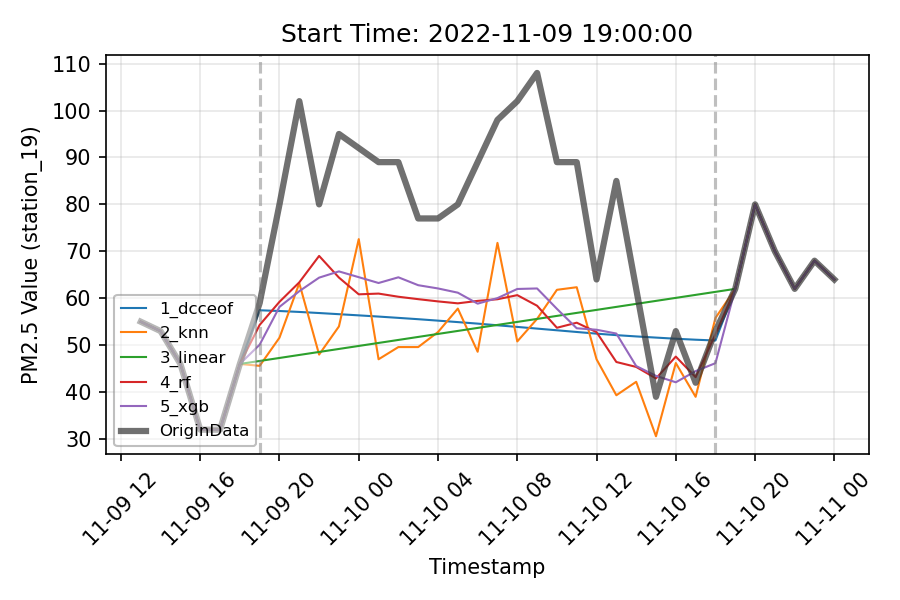 Start Time: 2022-11-09 19:00:00
PM2.5 Value (station_19)
110
100
90
80
70
60
50
40
30
1_dcceof
2_knn
3_linear
4_rf
5_xgb
OriginData
11-09 12
11-09 16
11-09 20
11-10 00
11-10 04
11-10 08
11-10 12
11-10 16
11-10 20
11-11 00
Timestamp